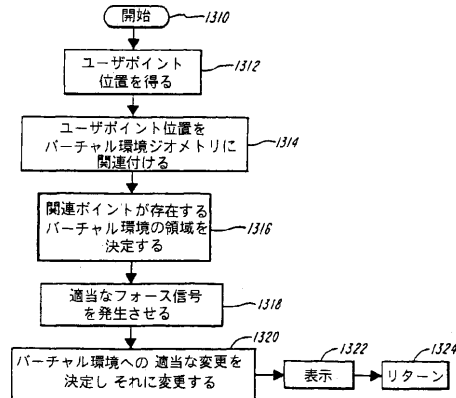 開始
1310
ユーザポイント
位置を得る
1312
ユーザポイント位置を
バーチャル環境ジオメトリに
関連付ける
1314
関連ポイントが存在する
バーチャル環境の領域を
決定する
1316
適当なフォース信号
を発生させる
1318
1320
バーチャル環境への 適当な変更を
決定し それに変更する
1322
表示
1324
リターン